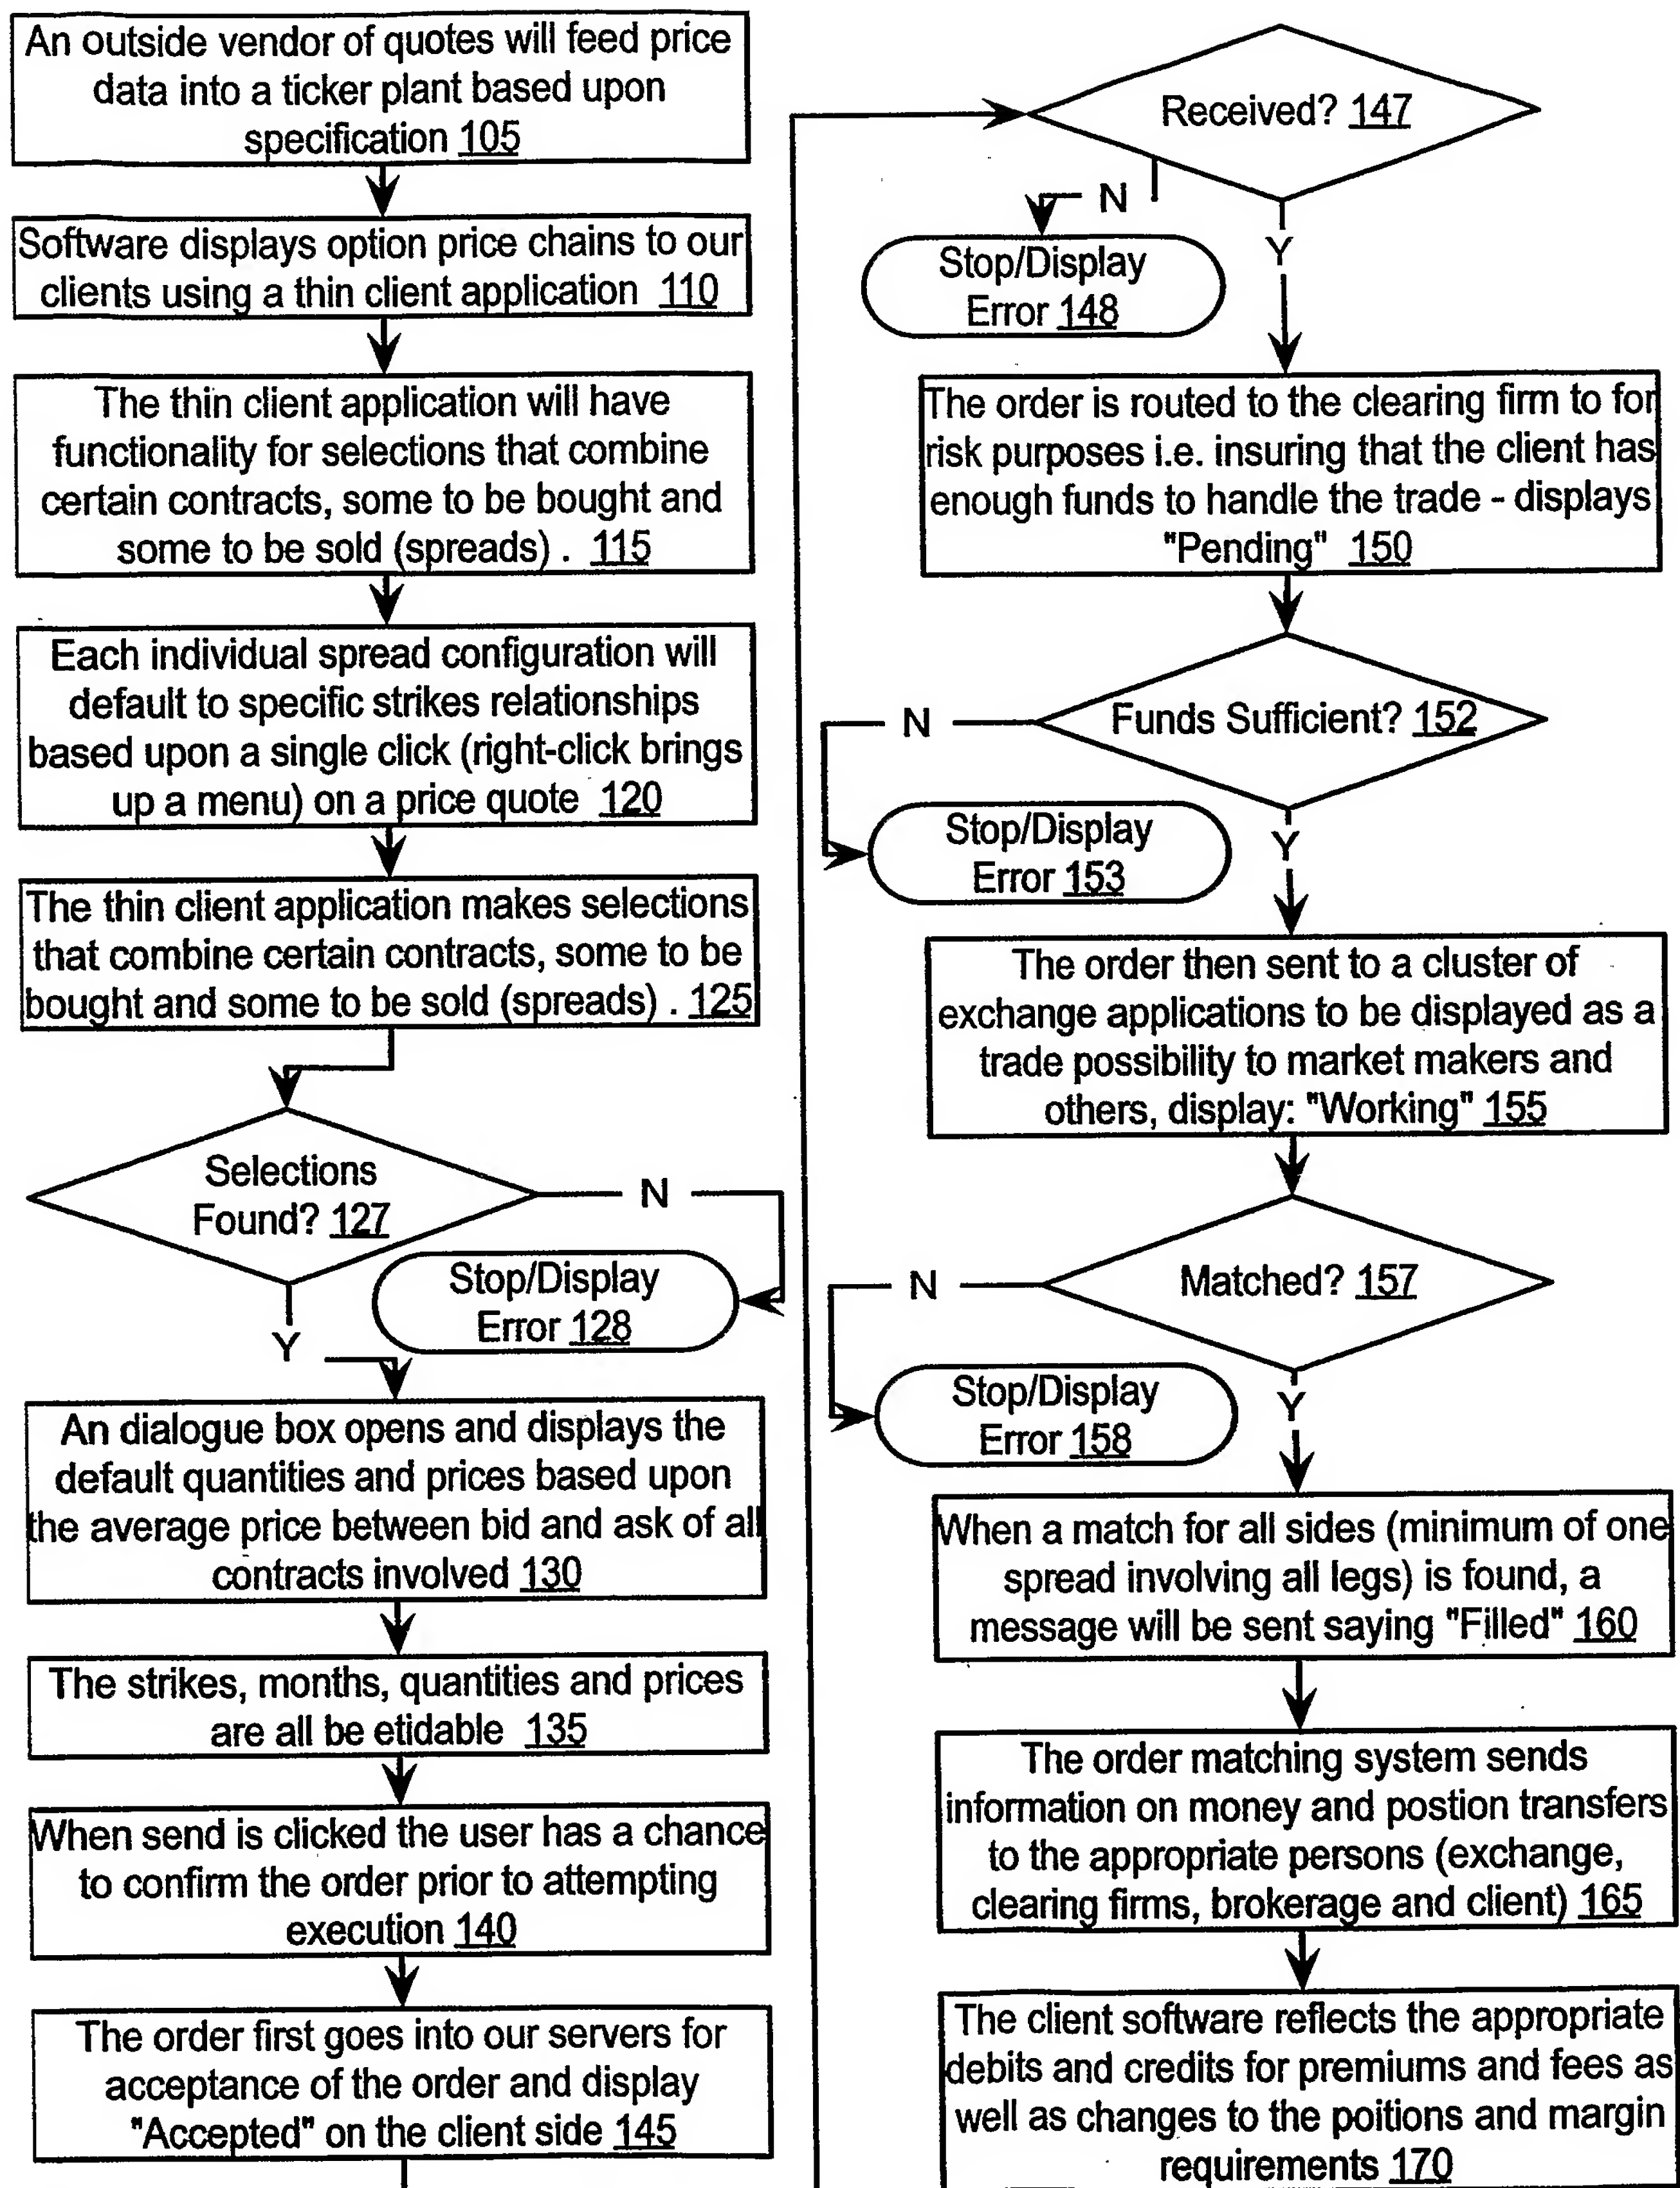 An outside vendor of quotes will feed price
data into a ticker plant based upon
specification 105
Software displays option price chains to our
clients using a thin client application 110
The thin client application will have
functionality for selections that combine
certain contracts, some to be bought and
some to be sold (spreads) . 115
Each individual spread configuration will
default to specific strikes relationships
based upon a single click (right-click brings
up a menu) on a price quote 120
The thin client application makes selections
that combine certain contracts, some to be
bought and some to be sold (spreads) . 125
Selections
Found? 127
N
Stop/Display
Error 128
Y
An dialogue box opens and displays the
default quantities and prices based upon
the average price between bid and ask of all
contracts involved 130
The strikes, months, quantities and prices
are all be etidable 135
When send is clicked the user has a chance
to confirm the order prior to attempting
execution 140
The order first goes into our servers for
acceptance of the order and display
"Accepted" on the client side 145
Received? 147
N
Stop/Display
Error 148
Y
The order is routed to the clearing firm to for
risk purposes i.e. insuring that the client has
enough funds to handle the trade - displays
"Pending" 150
Funds Sufficient? 152
N
Stop/Display
Error 153
Y
The order then sent to a cluster of
exchange applications to be displayed as a
trade possibility to market makers and
others, display: "Working" 155
Matched? 157
N
Stop/Display
Error 158
Y
When a match for all sides (minimum of one
spread involving all legs) is found, a
message will be sent saying "Filled" 160
The order matching system sends
information on money and postion transfers
to the appropriate persons (exchange,
clearing firms, brokerage and client) 165
The client software reflects the appropriate
debits and credits for premiums and fees as
well as changes to the poitions and margin
requirements 170